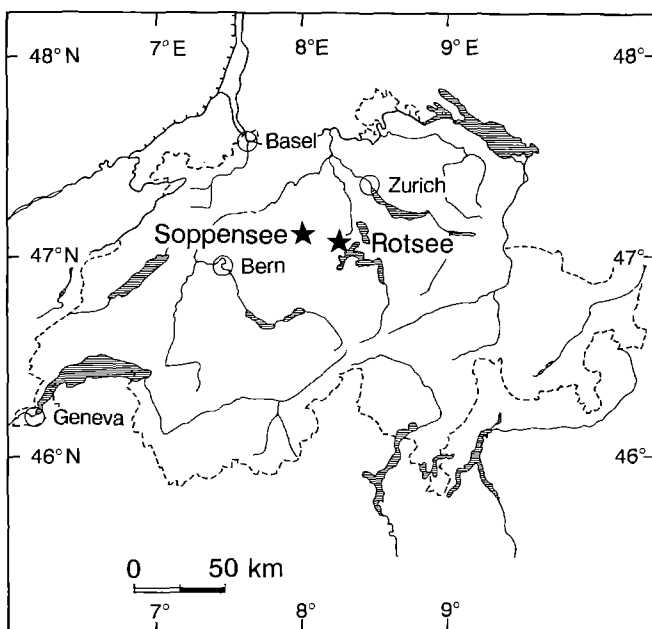 7° E 8° 9° E
48° N 48°
Basel
Zurich
Soppensee Rotsee
47° N 47°
Bern
Geneva
46° N 46°
0 50 km
7° 8° 9°